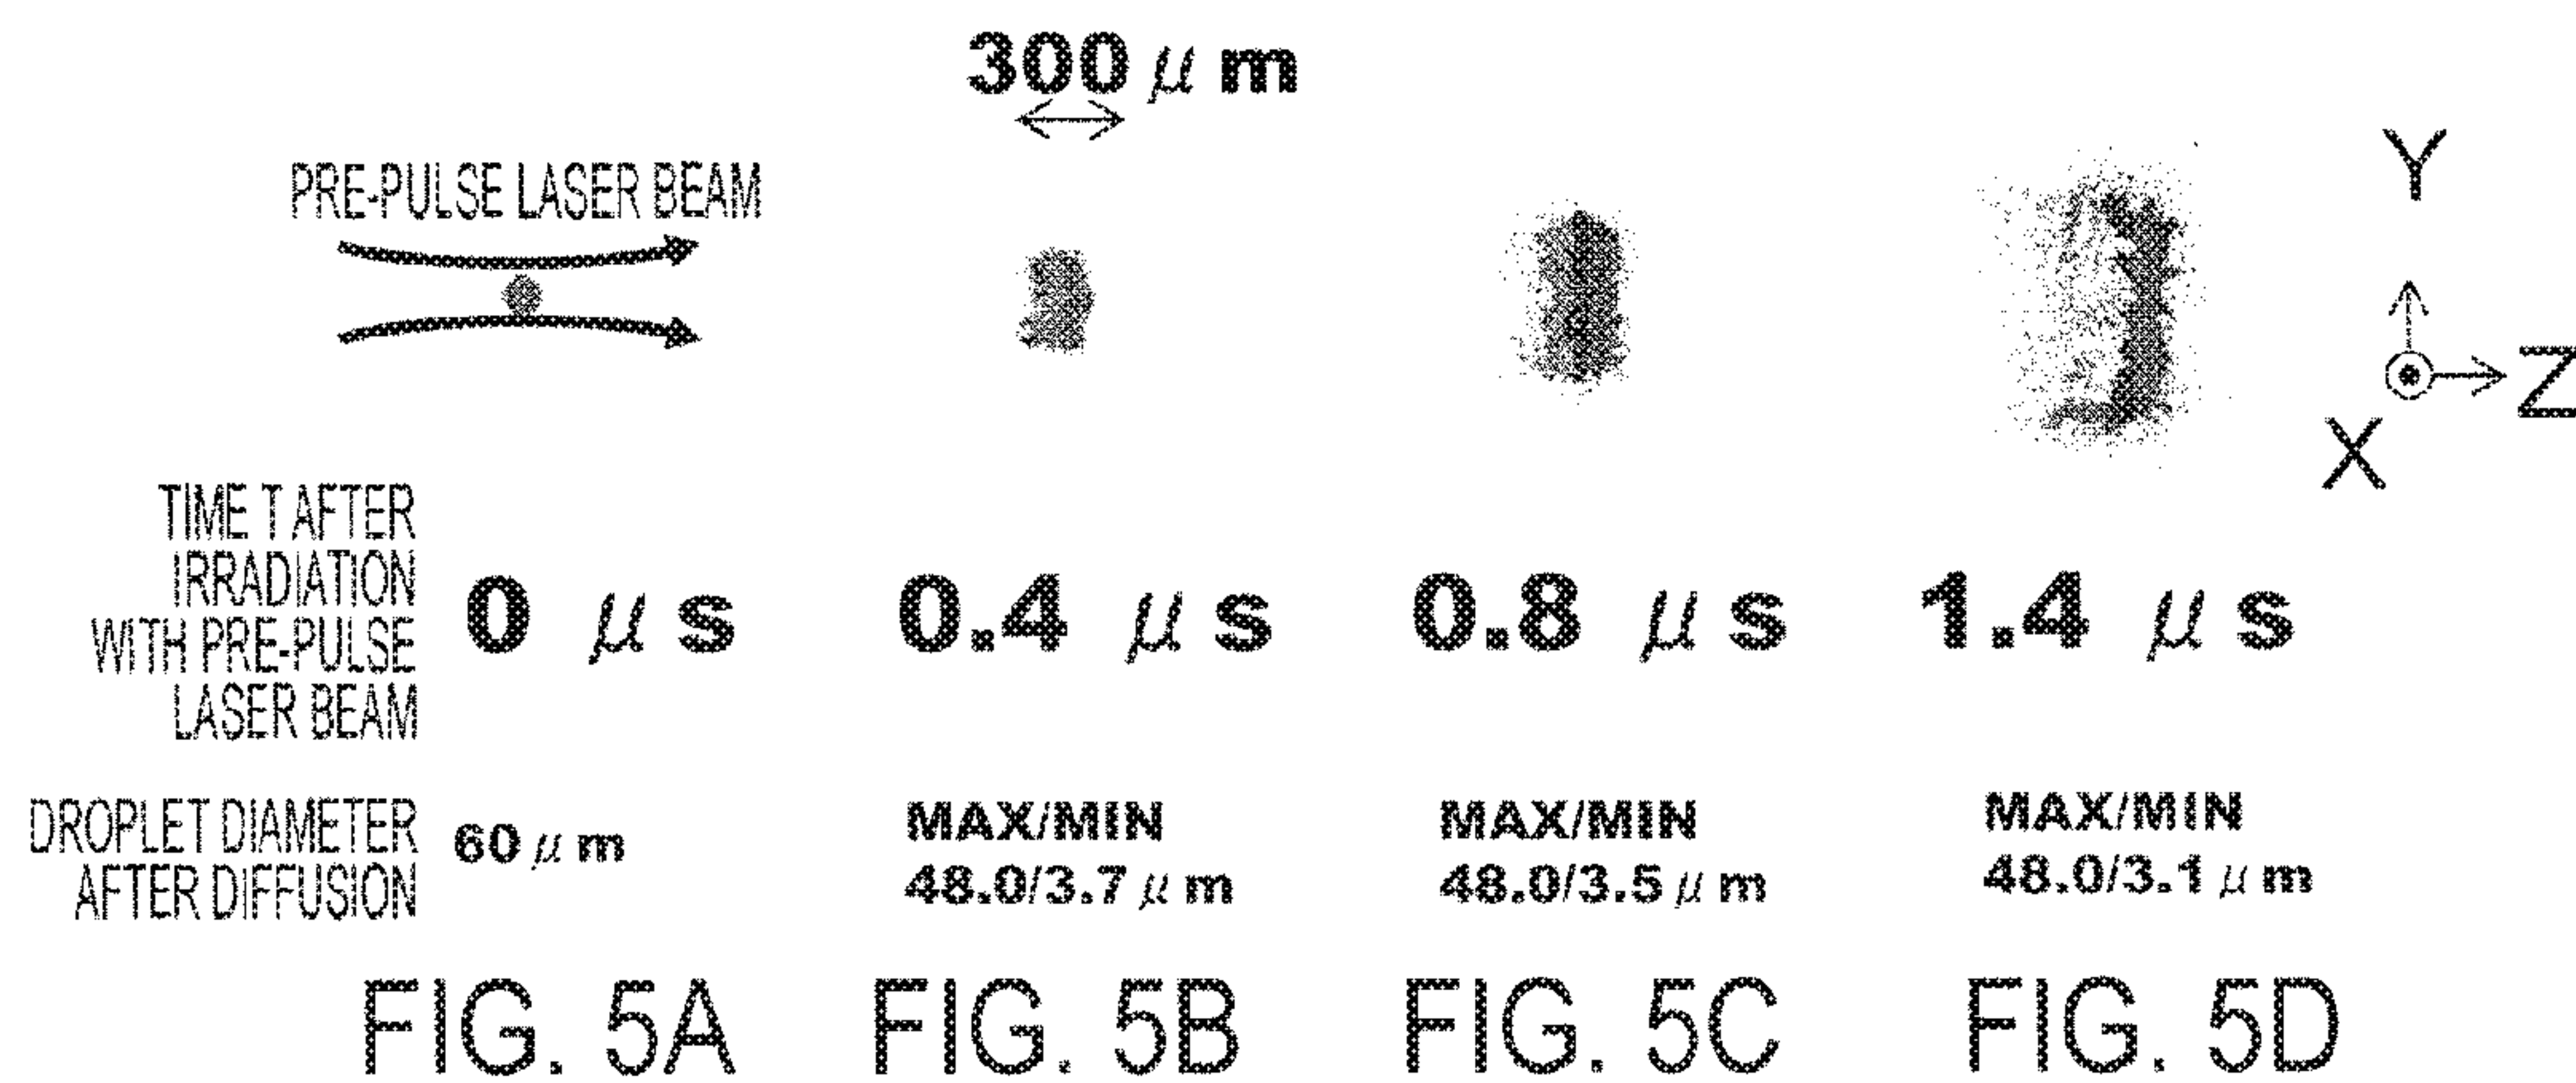 300 μm
PRE-PULSE LASER BEAM
Y
Z
X
TIME T AFTER
IRRADIATION
WITH PRE-PULSE
LASER BEAM
0 μs
0.4 μs
0.8 μs
1.4 μs
DROPLET DIAMETER
AFTER DIFFUSION
60 μm
MAX/MIN
48.0/3.7 μm
MAX/MIN
48.0/3.5 μm
MAX/MIN
48.0/3.1 μm
FIG. 5A
FIG. 5B
FIG. 5C
FIG. 5D